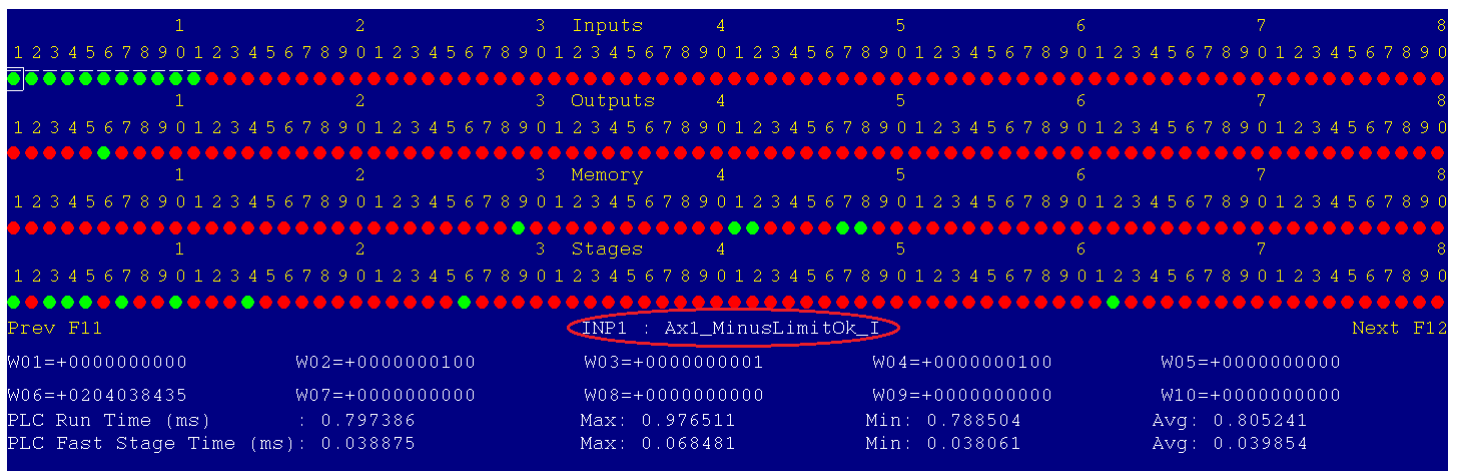 1 2 3 Inputs 4 5 6 7 8
1 2 3 4 5 6 7 8 9 0 1 2 3 4 5 6 7 8 9 0 1 2 3 4 5 6 7 8 9 0 1 2 3 4 5 6 7 8 9 0 1 2 3 4 5 6 7 8 9 0 1 2 3 4 5 6 7 8 9 0 1 2 3 4 5 6 7 8 9 0 1 2 3 4 5 6 7 8 9 0
1 2 3 Outputs 4 5 6 7 8
1 2 3 4 5 6 7 8 9 0 1 2 3 4 5 6 7 8 9 0 1 2 3 4 5 6 7 8 9 0 1 2 3 4 5 6 7 8 9 0 1 2 3 4 5 6 7 8 9 0 1 2 3 4 5 6 7 8 9 0 1 2 3 4 5 6 7 8 9 0 1 2 3 4 5 6 7 8 9 0
1 2 3 Memory 4 5 6 7 8
1 2 3 4 5 6 7 8 9 0 1 2 3 4 5 6 7 8 9 0 1 2 3 4 5 6 7 8 9 0 1 2 3 4 5 6 7 8 9 0 1 2 3 4 5 6 7 8 9 0 1 2 3 4 5 6 7 8 9 0 1 2 3 4 5 6 7 8 9 0 1 2 3 4 5 6 7 8 9 0
1 2 3 Stages 4 5 6 7 8
1 2 3 4 5 6 7 8 9 0 1 2 3 4 5 6 7 8 9 0 1 2 3 4 5 6 7 8 9 0 1 2 3 4 5 6 7 8 9 0 1 2 3 4 5 6 7 8 9 0 1 2 3 4 5 6 7 8 9 0 1 2 3 4 5 6 7 8 9 0 1 2 3 4 5 6 7 8 9 0
Prev F11 INP1 : Ax1_MinusLimitOk_I Next F12
W01=+0000000000 W02=+0000000100 W03=+0000000001 W04=+0000000100 W05=+0000000000
W06=+0204038435 W07=+0000000000 W08=+0000000000 W09=+0000000000 W10=+0000000000
PLC Run Time (ms) : 0.797386 Max: 0.976511 Min: 0.788504 Avg: 0.805241
PLC Fast Stage Time (ms): 0.038875 Max: 0.068481 Min: 0.038061 Avg: 0.039854